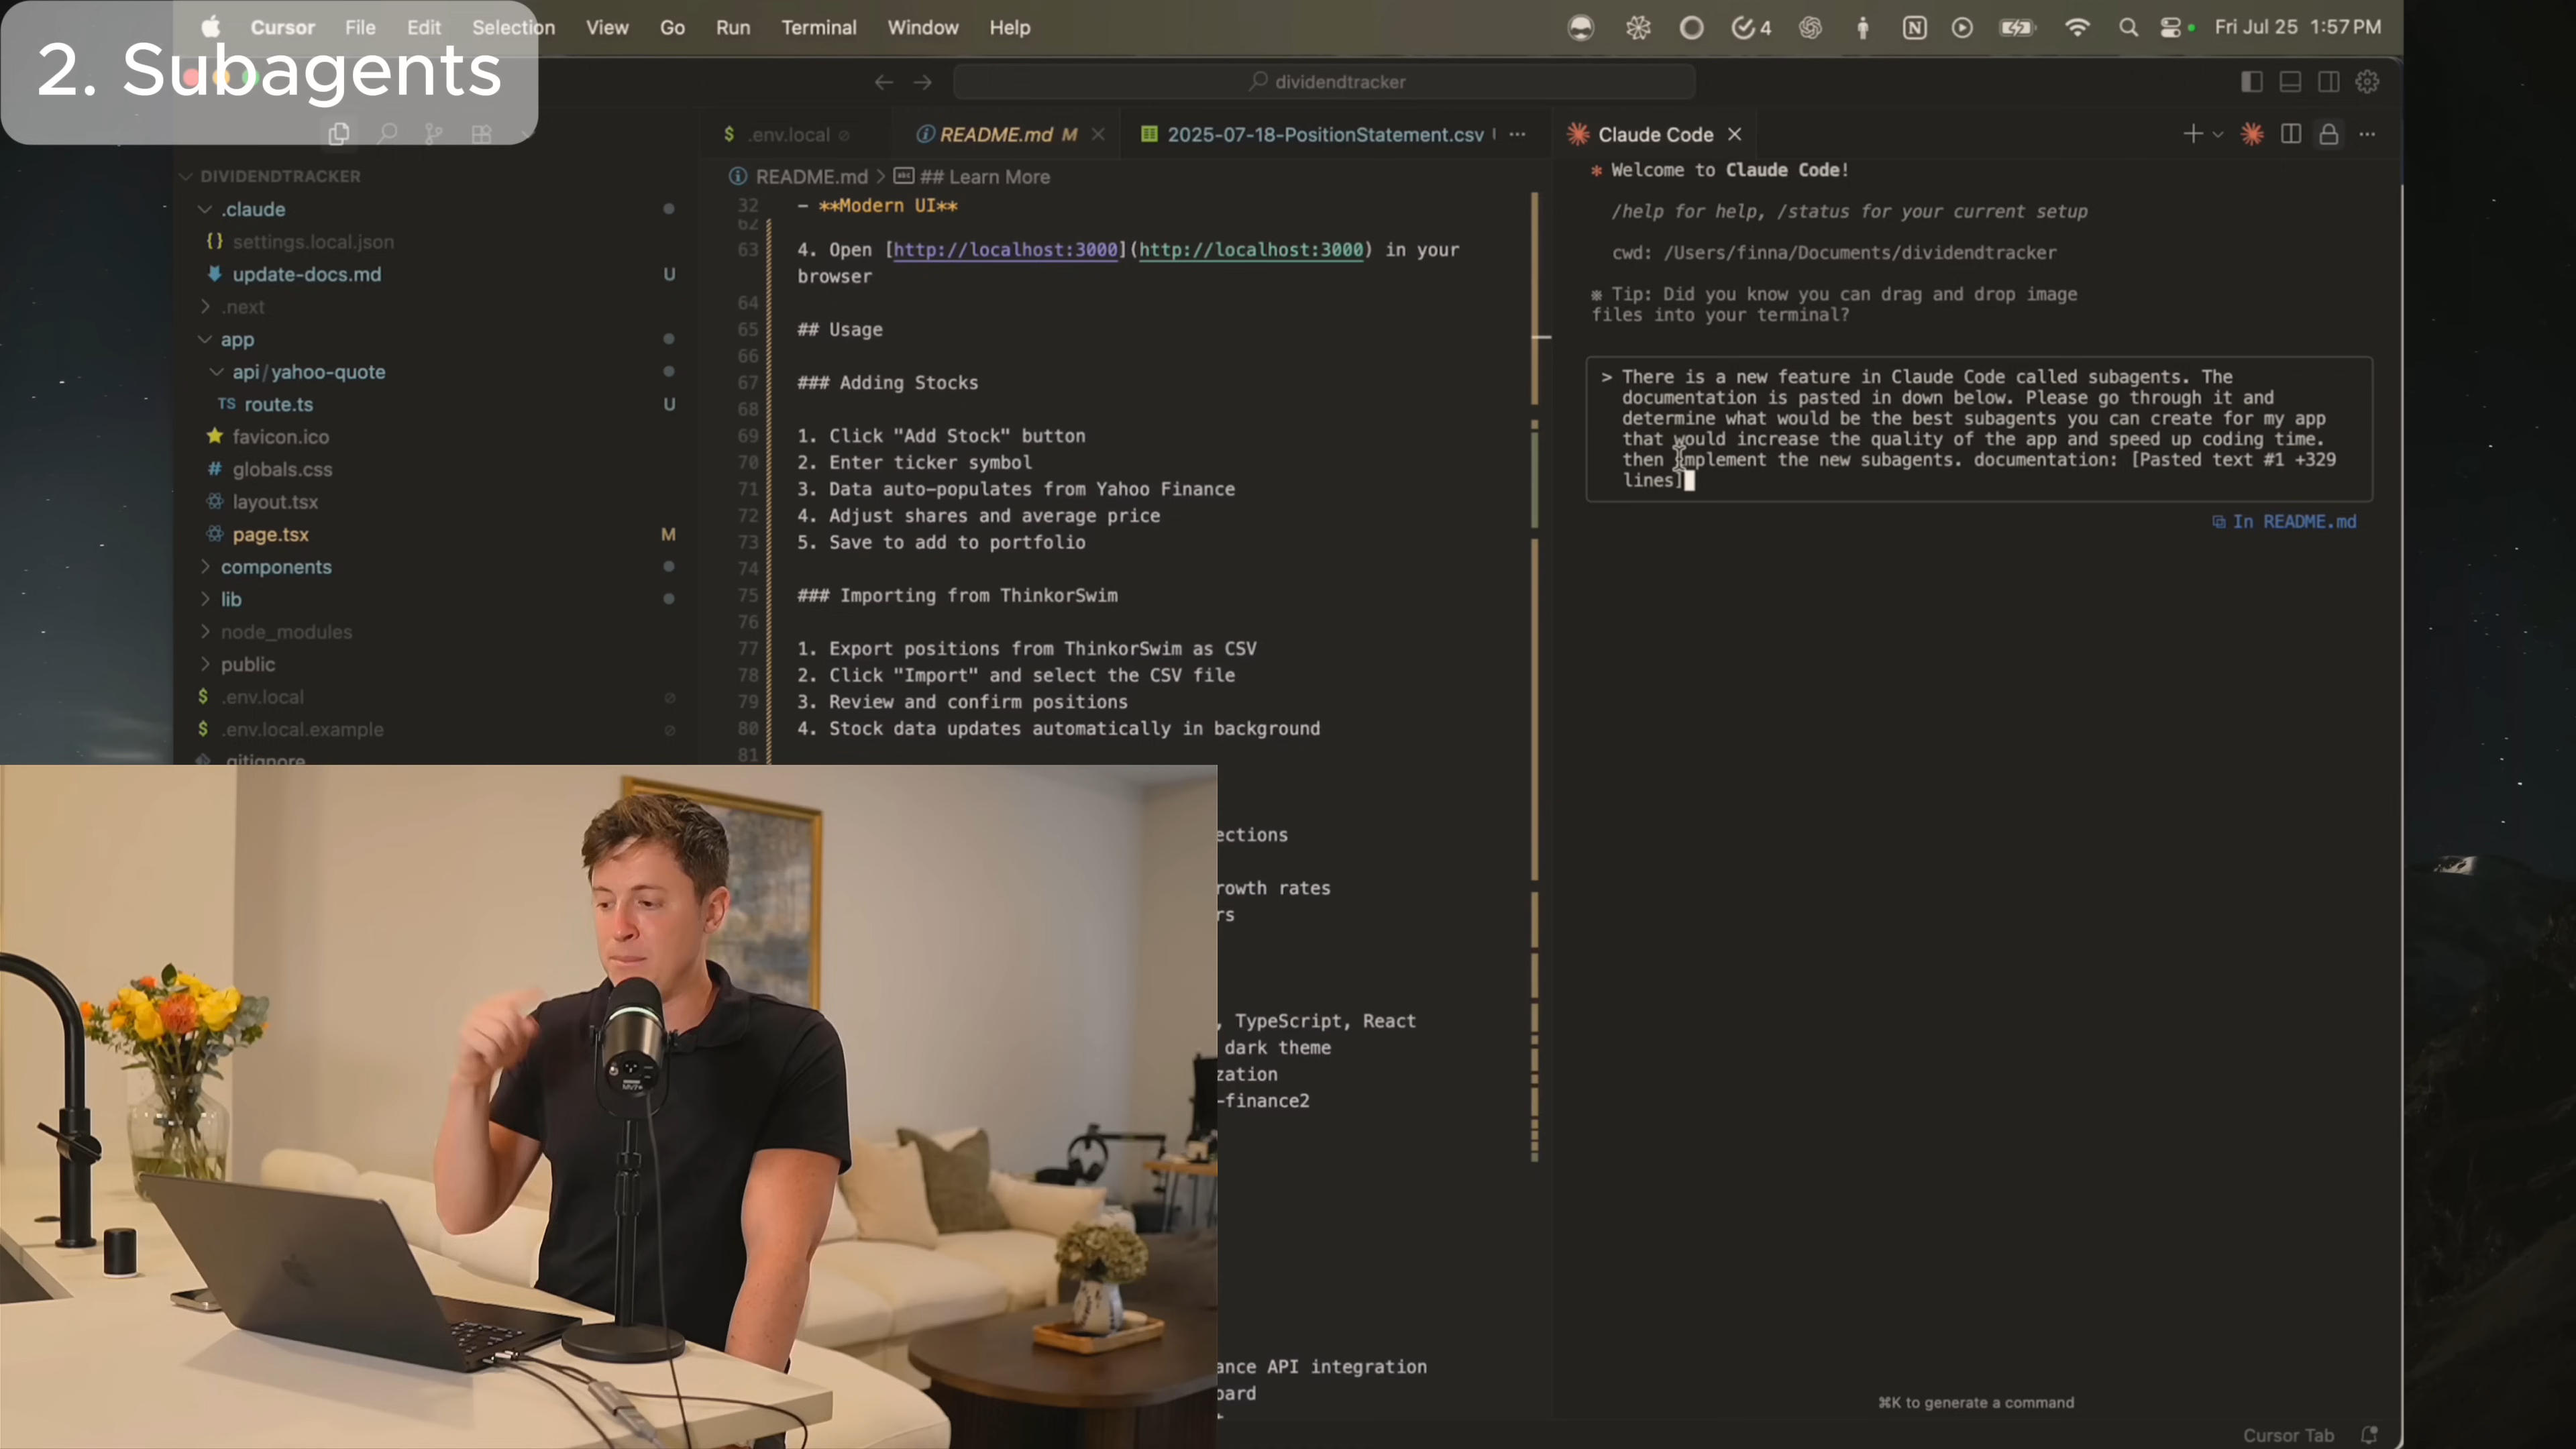 2. Subagents
Cursor File Edit Selection View Go Run Terminal Window Help
4
Fri Jul 25 1:57 PM
dividendtracker
DIVIDENDTRACKER
.claude
settings.local.json
update-docs.md U
.next
app
api/yahoo-quote
TS route.ts U
favicon.ico
# globals.css
layout.tsx
page.tsx M
components
lib
node_modules
public
$ .env.local
$ .env.local.example
.gitignore
$ .env.local
README.md M
2025-07-18-PositionStatement.csv
README.md > ## Learn More
32 - **Modern UI**
62
63 4. Open [http://localhost:3000](http://localhost:3000) in your
browser
64
65 ## Usage
66
67 ### Adding Stocks
68
69 1. Click "Add Stock" button
70 2. Enter ticker symbol
71 3. Data auto-populates from Yahoo Finance
72 4. Adjust shares and average price
73 5. Save to add to portfolio
74
75 ### Importing from ThinkorSwim
76
77 1. Export positions from ThinkorSwim as CSV
78 2. Click "Import" and select the CSV file
79 3. Review and confirm positions
80 4. Stock data updates automatically in background
81
ections
rowth rates
rs
, TypeScript, React
dark theme
zation
-finance2
ance API integration
oard
Claude Code
* Welcome to Claude Code!
/help for help, /status for your current setup
cwd: /Users/finna/Documents/dividendtracker
※ Tip: Did you know you can drag and drop image
files into your terminal?
> There is a new feature in Claude Code called subagents. The
documentation is pasted in down below. Please go through it and
determine what would be the best subagents you can create for my app
that would increase the quality of the app and speed up coding time.
then implement the new subagents. documentation: [Pasted text #1 +329
lines]
In README.md
⌘K to generate a command
Cursor Tab
MV7+